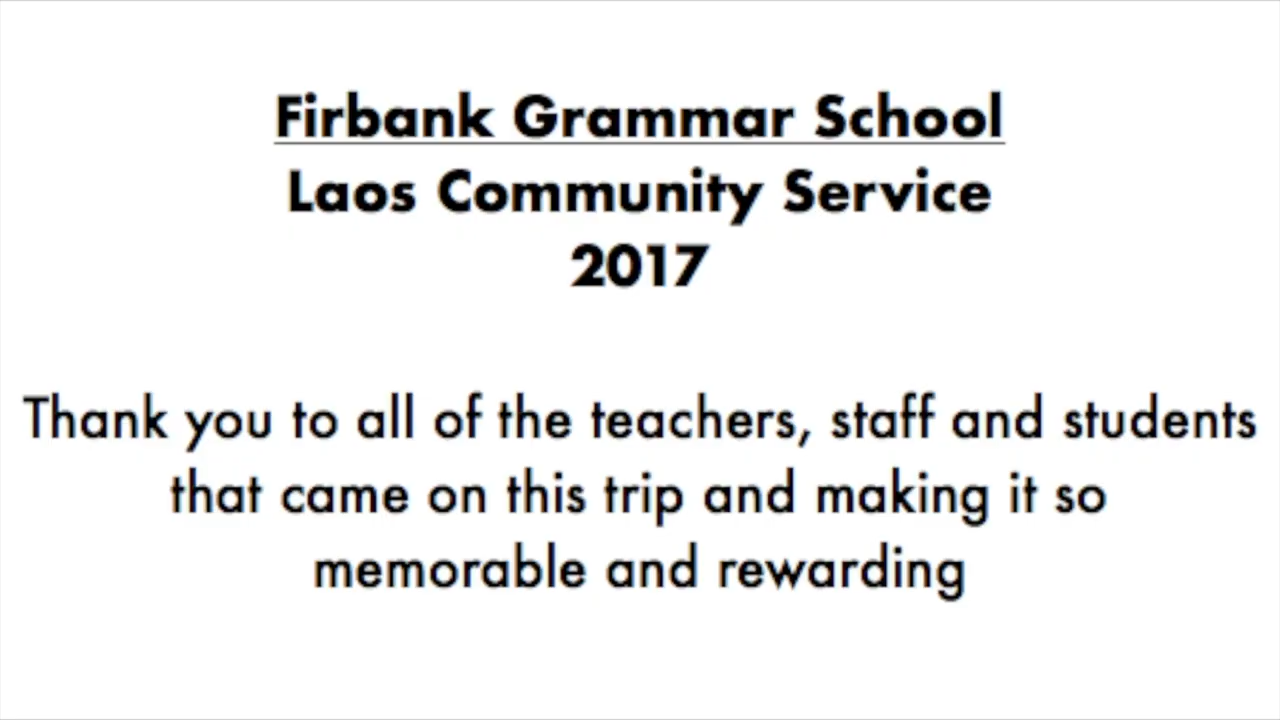 Firbank Grammar School
Laos Community Service
2017
Thank you to all of the teachers, staff and students
that came on this trip and making it so
memorable and rewarding